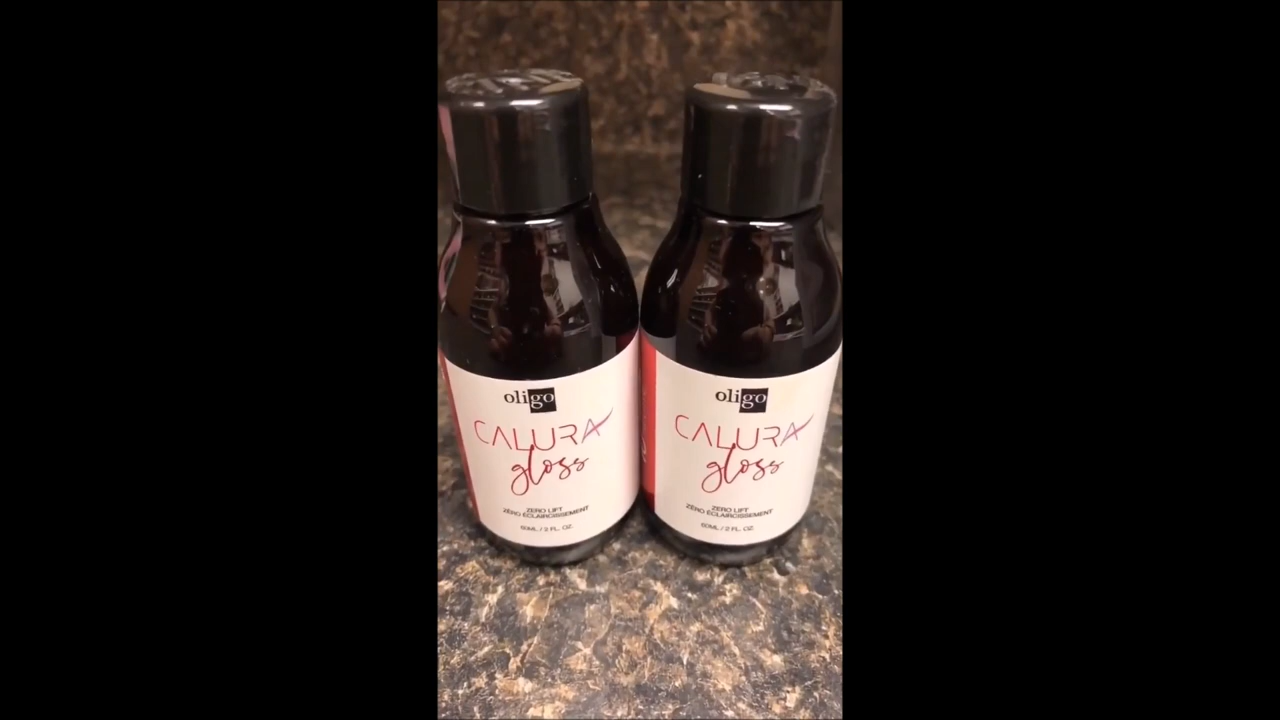 oligo
CALURA
gloss
ZERO LIFT
ZÉRO ÉCLAIRCISSEMENT
60ML / 2 FL. OZ.
oligo
CALURA
gloss
ZERO LIFT
ZÉRO ÉCLAIRCISSEMENT
60ML / 2 FL. OZ.